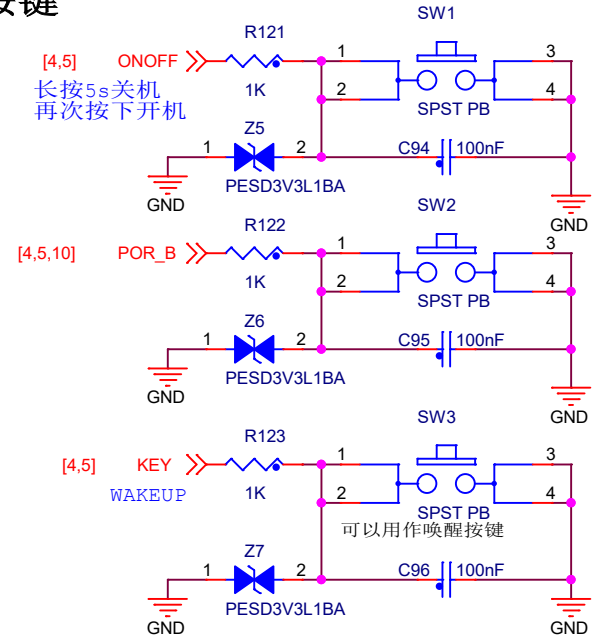 按键
SW1
R121
1
3
[4,5]
ONOFF
长按5s关机
1K
2
4
再次按下开机
SPST PB
Z5
1
2
C94
100nF
PESD3V3L1BA
GND
SW2
GND
R122
[4,5,10]
POR_B
1
3
1K
2
4
SPST PB
Z6
1
2
C95
100nF
PESD3V3L1BA
GND
SW3
GND
R123
1
3
[4,5]
KEY
WAKEUP
1K
2
4
SPST PB
可以用作唤醒按键
Z7
1
2
C96
100nF
PESD3V3L1BA
GND
GND